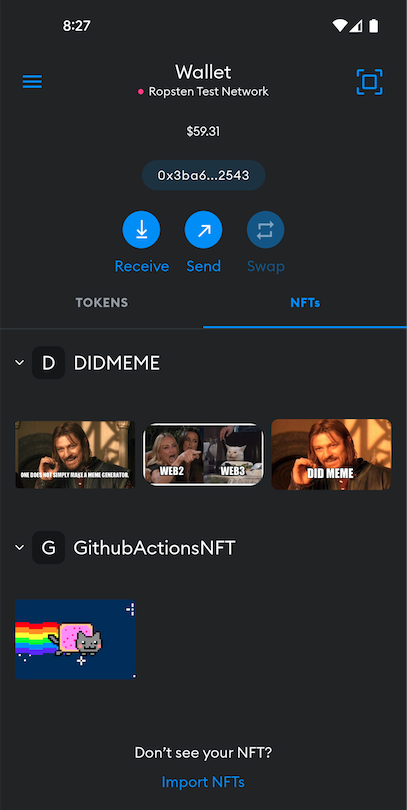 8:27
Wallet
Ropsten Test Network
$59.31
0x3ba6...2543
Receive
Send
Swap
TOKENS
NFTs
D DIDMEME
ONE DOES NOT SIMPLY MAKE A MEME GENERATOR.
WEB2
WEB3
DID MEME
G GithubActionsNFT
Don't see your NFT?
Import NFTs